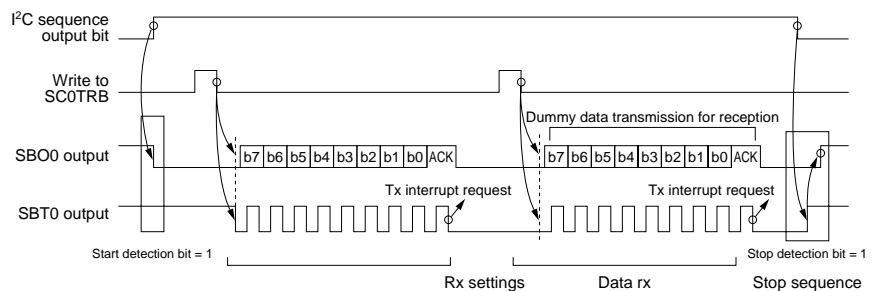 I²C sequence
output bit
Write to
SC0TRB
Dummy data transmission for reception
SBO0 output
b7 b6 b5 b4 b3 b2 b1 b0 ACK
b7 b6 b5 b4 b3 b2 b1 b0 ACK
Tx interrupt request
Tx interrupt request
SBT0 output
Start detection bit = 1
Stop detection bit = 1
Rx settings
Data rx
Stop sequence